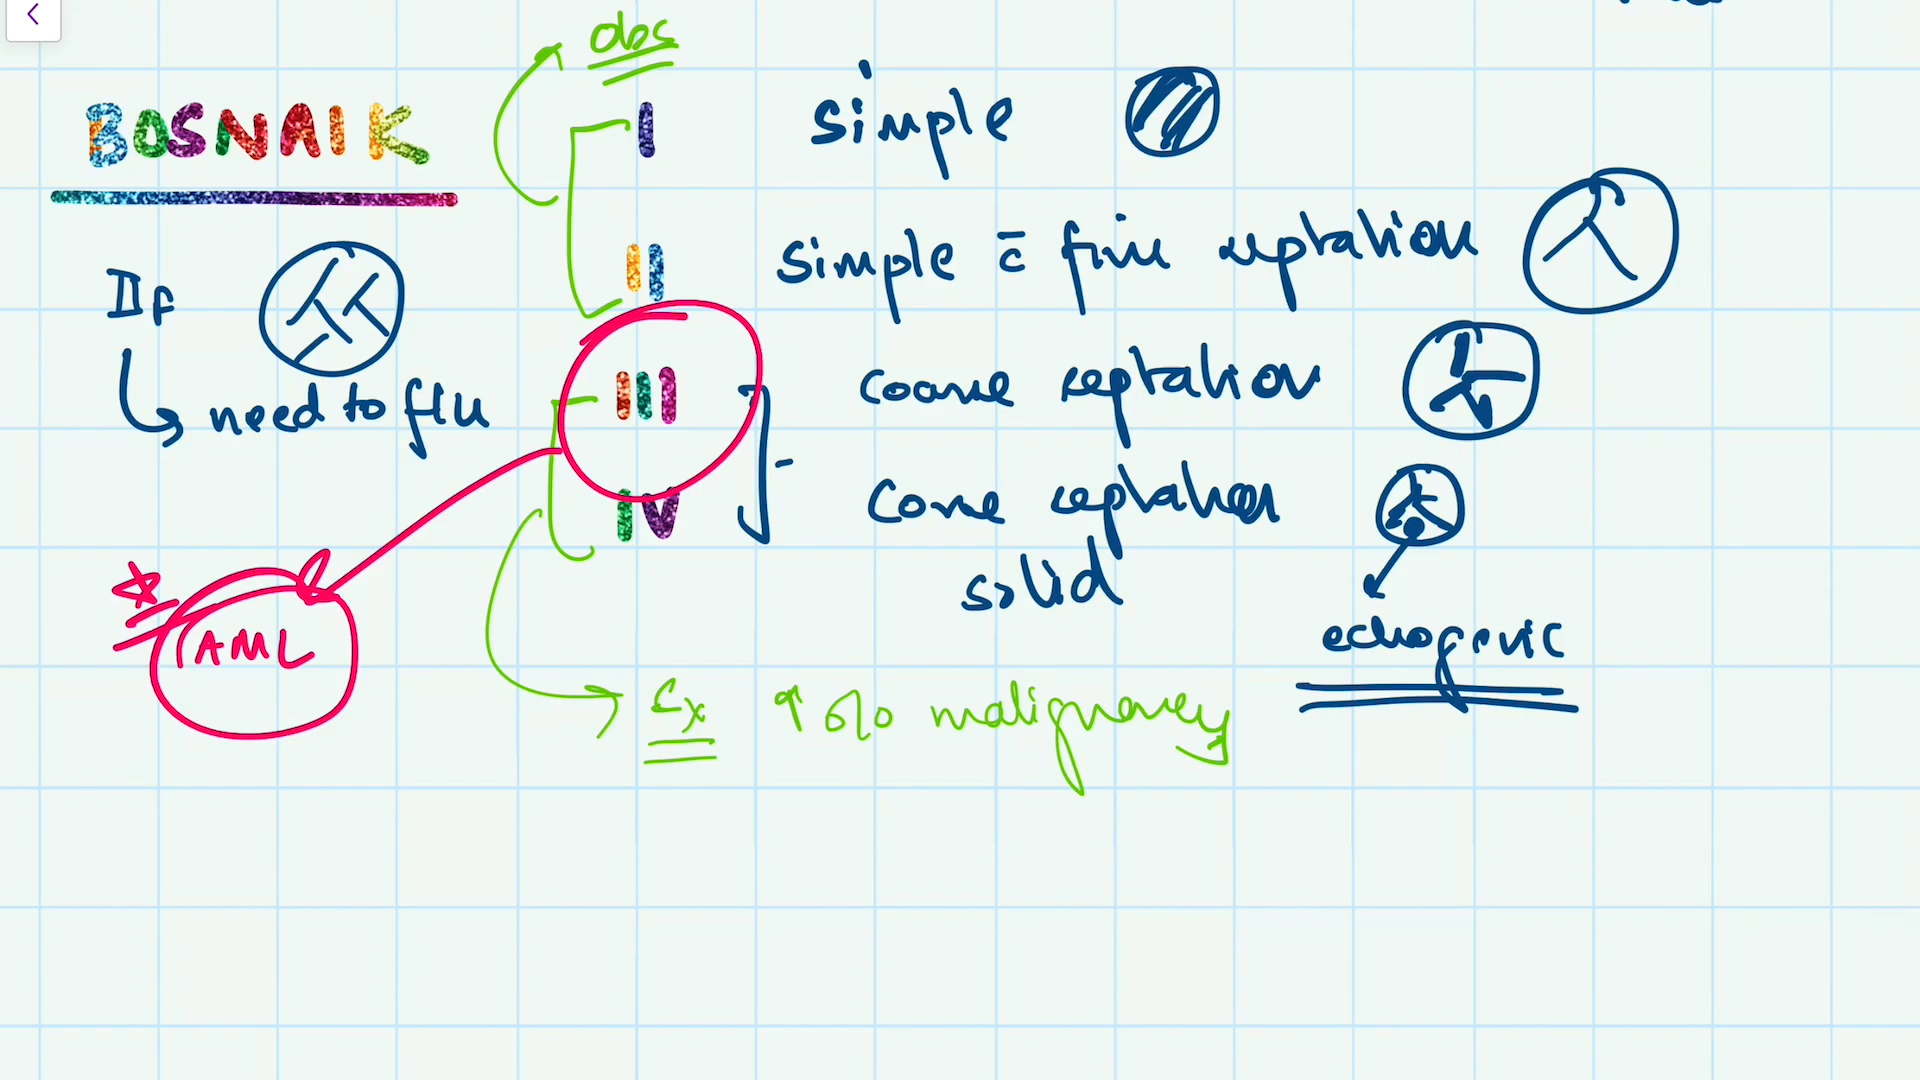 obs
BOSNAIK
I simple
II simple c̄ fine septation
IIF
need to f/u
III coarse septation
IV coarse septation
solid
echogenic
AML
Sx ↑ % malignancy